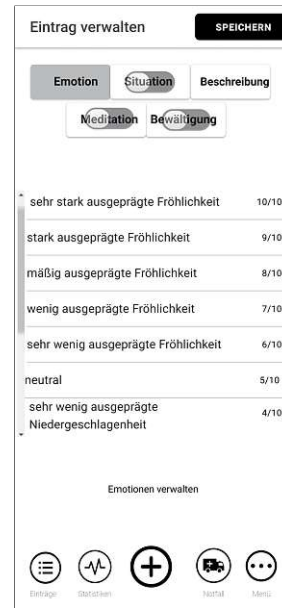 Eintrag verwalten
SPEICHERN
Emotion
Situation
Beschreibung
Meditation
Bewältigung
sehr stark ausgeprägte Fröhlichkeit 10/10
stark ausgeprägte Fröhlichkeit 9/10
mäßig ausgeprägte Fröhlichkeit 8/10
wenig ausgeprägte Fröhlichkeit 7/10
sehr wenig ausgeprägte Fröhlichkeit 6/10
neutral 5/10
sehr wenig ausgeprägte
Niedergeschlagenheit 4/10
Emotionen verwalten
Einträge
Statistiken
Notfall
Menü